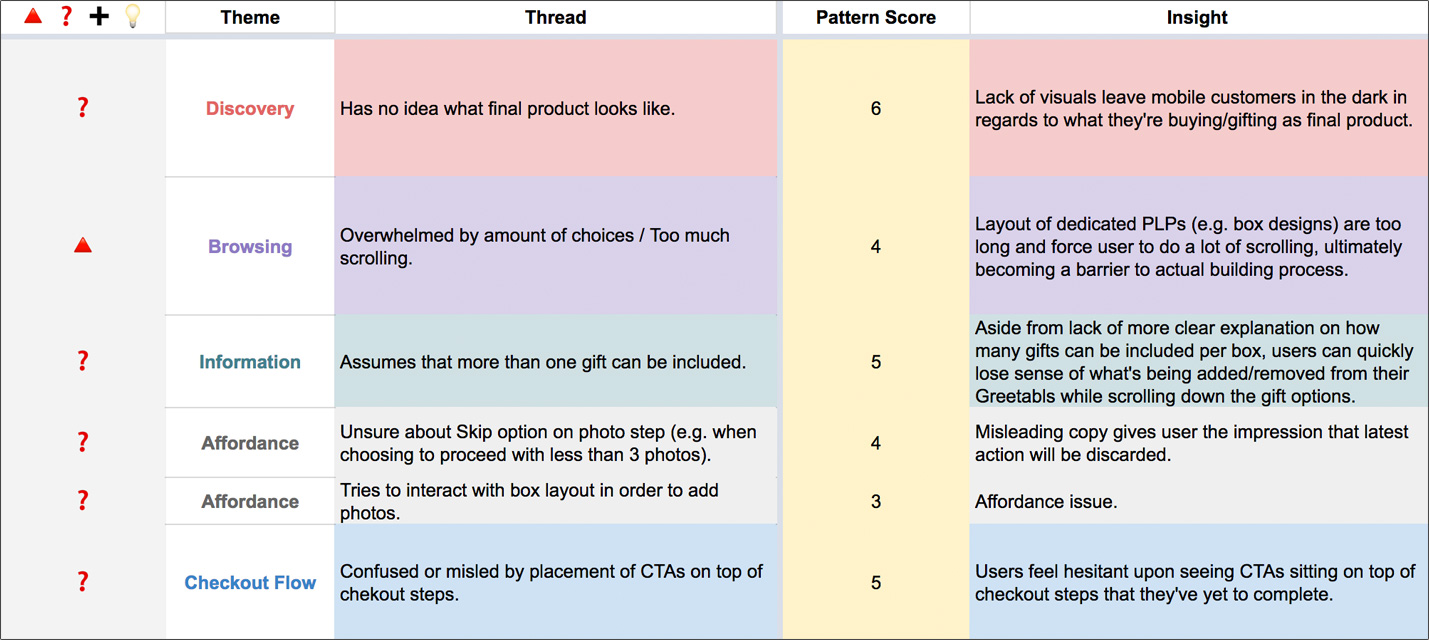 Theme
Thread
Pattern Score
Insight
Discovery
Has no idea what final product looks like.
6
Lack of visuals leave mobile customers in the dark in
regards to what they're buying/gifting as final product.
Browsing
Overwhelmed by amount of choices / Too much
scrolling.
4
Layout of dedicated PLPs (e.g. box designs) are too
long and force user to do a lot of scrolling, ultimately
becoming a barrier to actual building process.
Information
Assumes that more than one gift can be included.
5
Aside from lack of more clear explanation on how
many gifts can be included per box, users can quickly
lose sense of what's being added/removed from their
Greetabls while scrolling down the gift options.
Affordance
Unsure about Skip option on photo step (e.g. when
choosing to proceed with less than 3 photos).
4
Misleading copy gives user the impression that latest
action will be discarded.
Affordance
Tries to interact with box layout in order to add
photos.
3
Affordance issue.
Checkout Flow
Confused or misled by placement of CTAs on top of
chekout steps.
5
Users feel hesitant upon seeing CTAs sitting on top of
checkout steps that they've yet to complete.